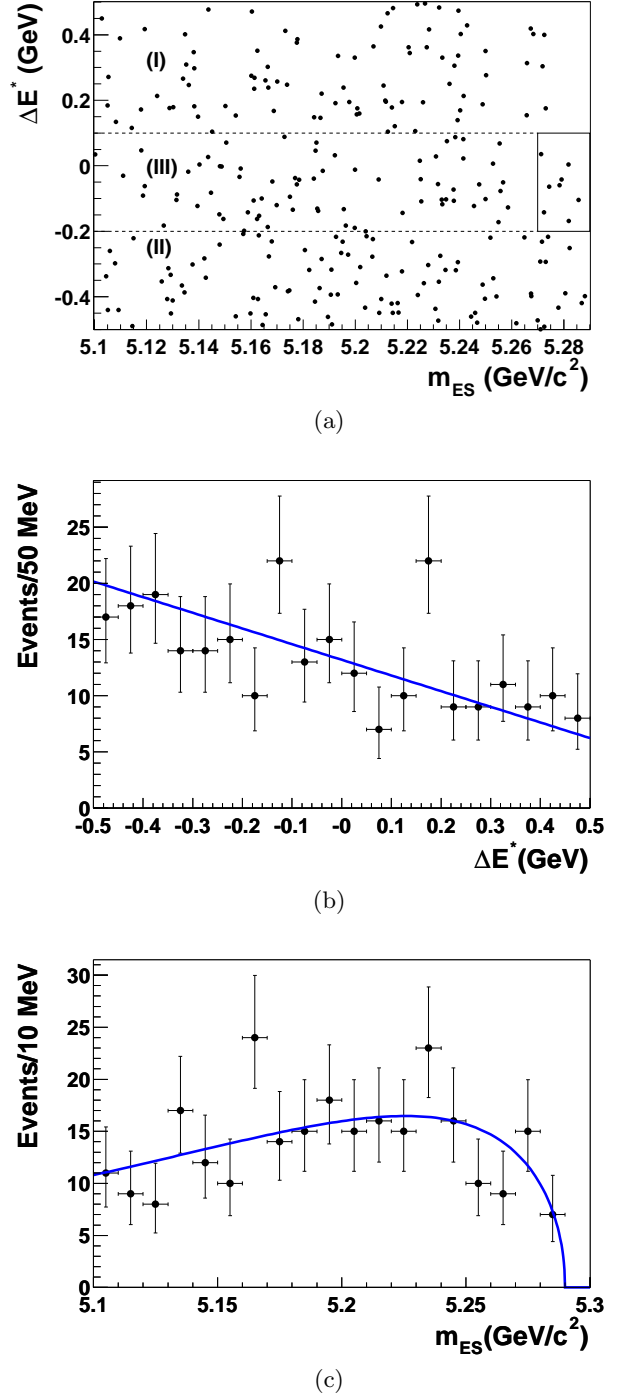 ΔE* (GeV)
0.4
0.2
0
-0.2
-0.4
(I)
(III)
(II)
5.1 5.12 5.14 5.16 5.18 5.2 5.22 5.24 5.26 5.28
mES (GeV/c2)
(a)
Events/50 MeV
25
20
15
10
5
0
-0.5 -0.4 -0.3 -0.2 -0.1 -0 0.1 0.2 0.3 0.4 0.5
ΔE*(GeV)
(b)
Events/10 MeV
30
25
20
15
10
5
0
5.1 5.15 5.2 5.25 5.3
mES(GeV/c2)
(c)